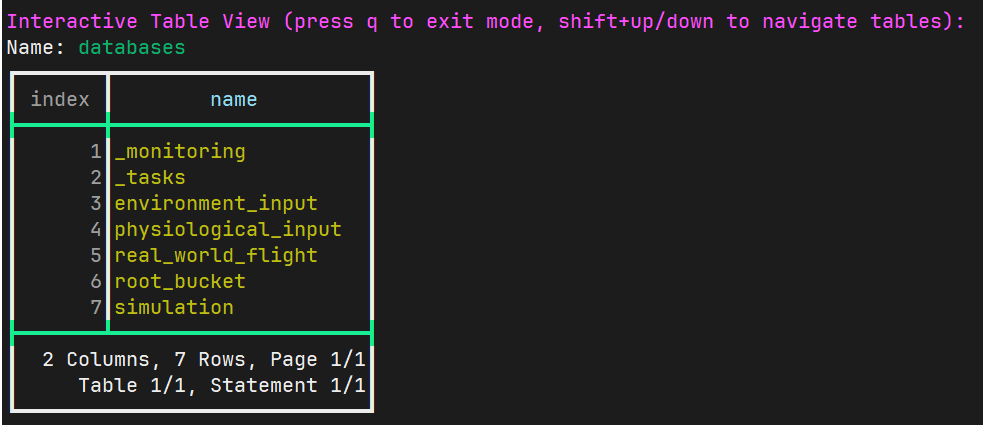 Interactive Table View (press q to exit mode, shift+up/down to navigate tables):
Name: databases
index name
1 _monitoring
2 _tasks
3 environment_input
4 physiological_input
5 real_world_flight
6 root_bucket
7 simulation
2 Columns, 7 Rows, Page 1/1
Table 1/1, Statement 1/1